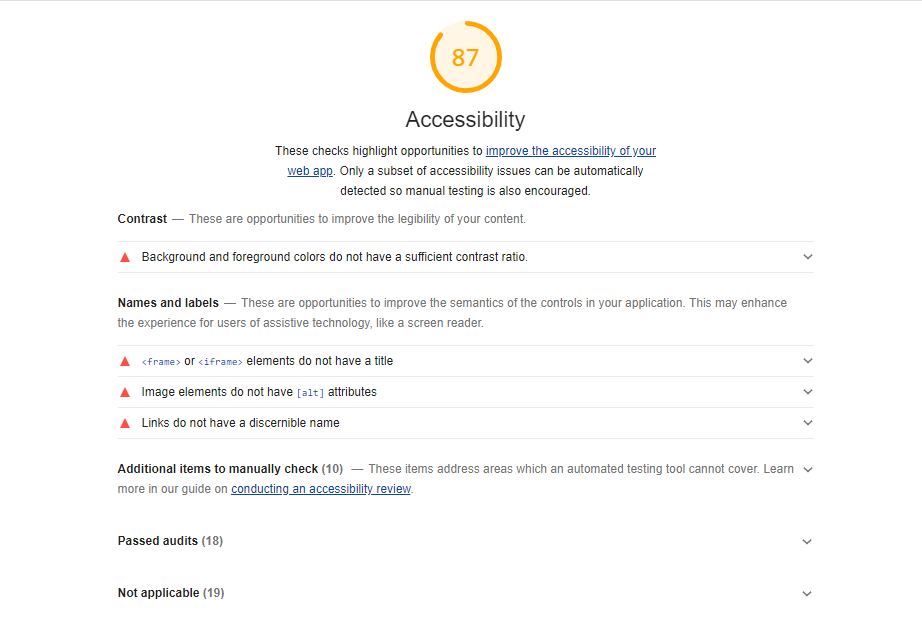 87
Accessibility
These checks highlight opportunities to improve the accessibility of your
web app. Only a subset of accessibility issues can be automatically
detected so manual testing is also encouraged.
Contrast — These are opportunities to improve the legibility of your content.
Background and foreground colors do not have a sufficient contrast ratio.
Names and labels — These are opportunities to improve the semantics of the controls in your application. This may enhance
the experience for users of assistive technology, like a screen reader.
<frame> or <iframe> elements do not have a title
Image elements do not have [alt] attributes
Links do not have a discernible name
Additional items to manually check (10) — These items address areas which an automated testing tool cannot cover. Learn
more in our guide on conducting an accessibility review.
Passed audits (18)
Not applicable (19)